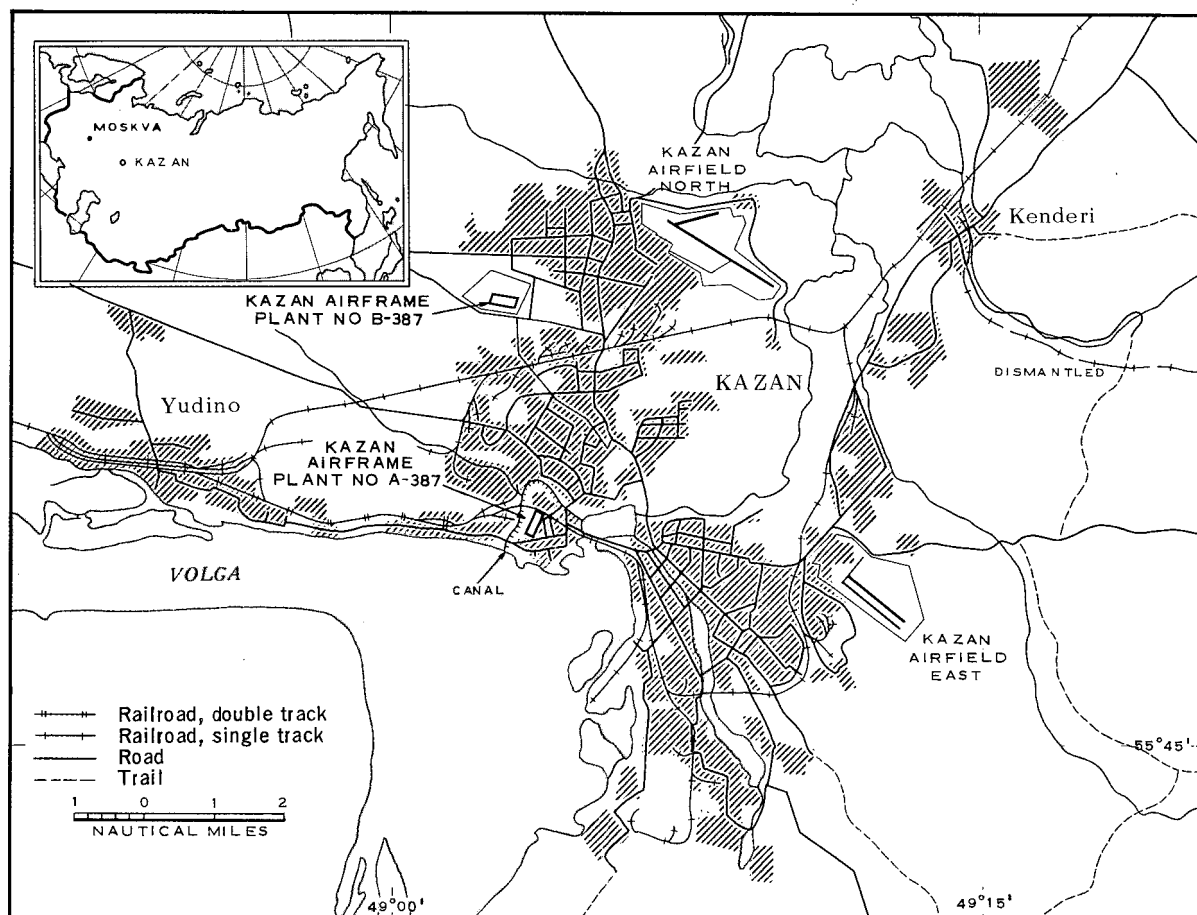 MOSKVA
KAZAN
KAZAN
AIRFIELD
NORTH
Kenderi
KAZAN AIRFRAME
PLANT NO B-387
KAZAN
DISMANTLED
Yudino
KAZAN
AIRFRAME
PLANT NO A-387
VOLGA
CANAL
KAZAN
AIRFIELD
EAST
Railroad, double track
Railroad, single track
Road
Trail
1 0 1 2
NAUTICAL MILES
55°45'
49°00'
49°15'